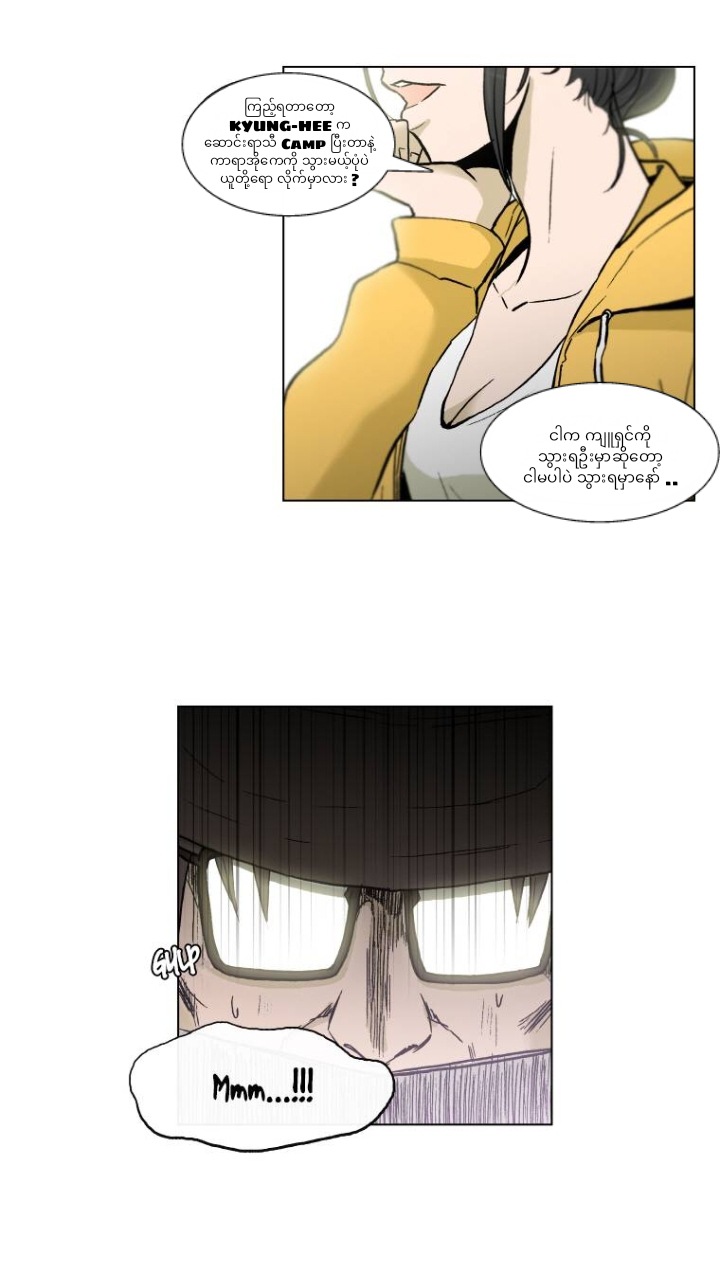 ကြည့်ရတာတော့
KYUNG-HEE က
ဆောင်းရာသီ CAMP ပြီးတာနဲ့
ကာရာအိုကေကို သွားမယ့်ပုံပဲ
ယူတို့ရော လိုက်မှာလား ?
ငါက ကျူရှင်ကို
သွားရဦးမှာဆိုတော့
ငါမပါပဲ သွားရမှာနော် ..
GULP
Mmm...!!!